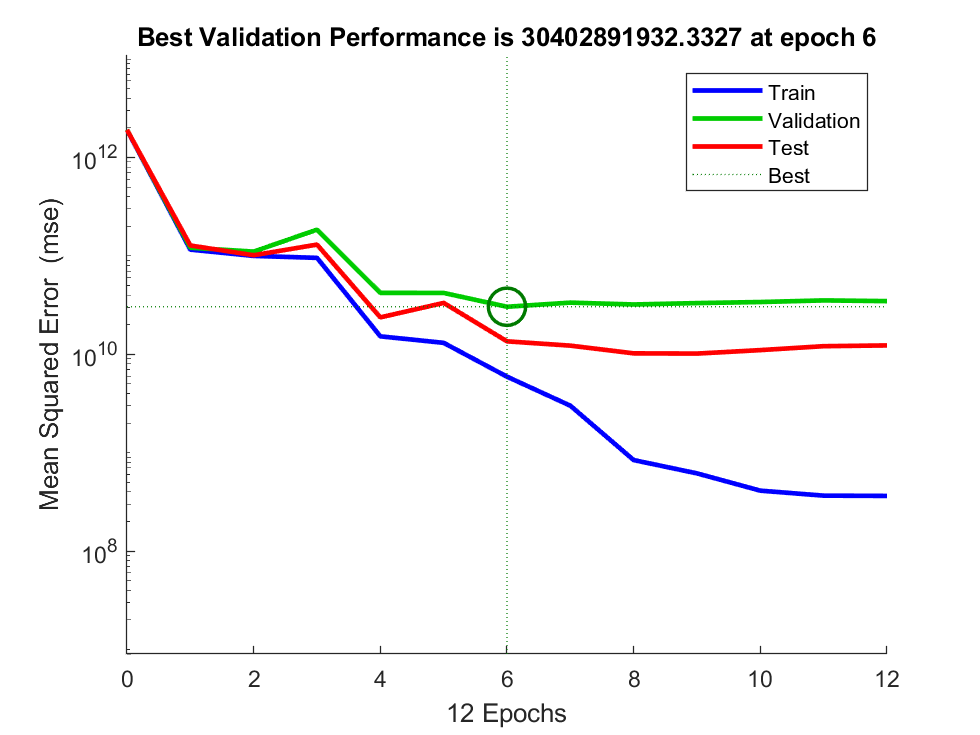 Best Validation Performance is 30402891932.3327 at epoch 6
Train
Validation
Test
Best
Mean Squared Error (mse)
10^12
10^10
10^8
0 2 4 6 8 10 12
12 Epochs